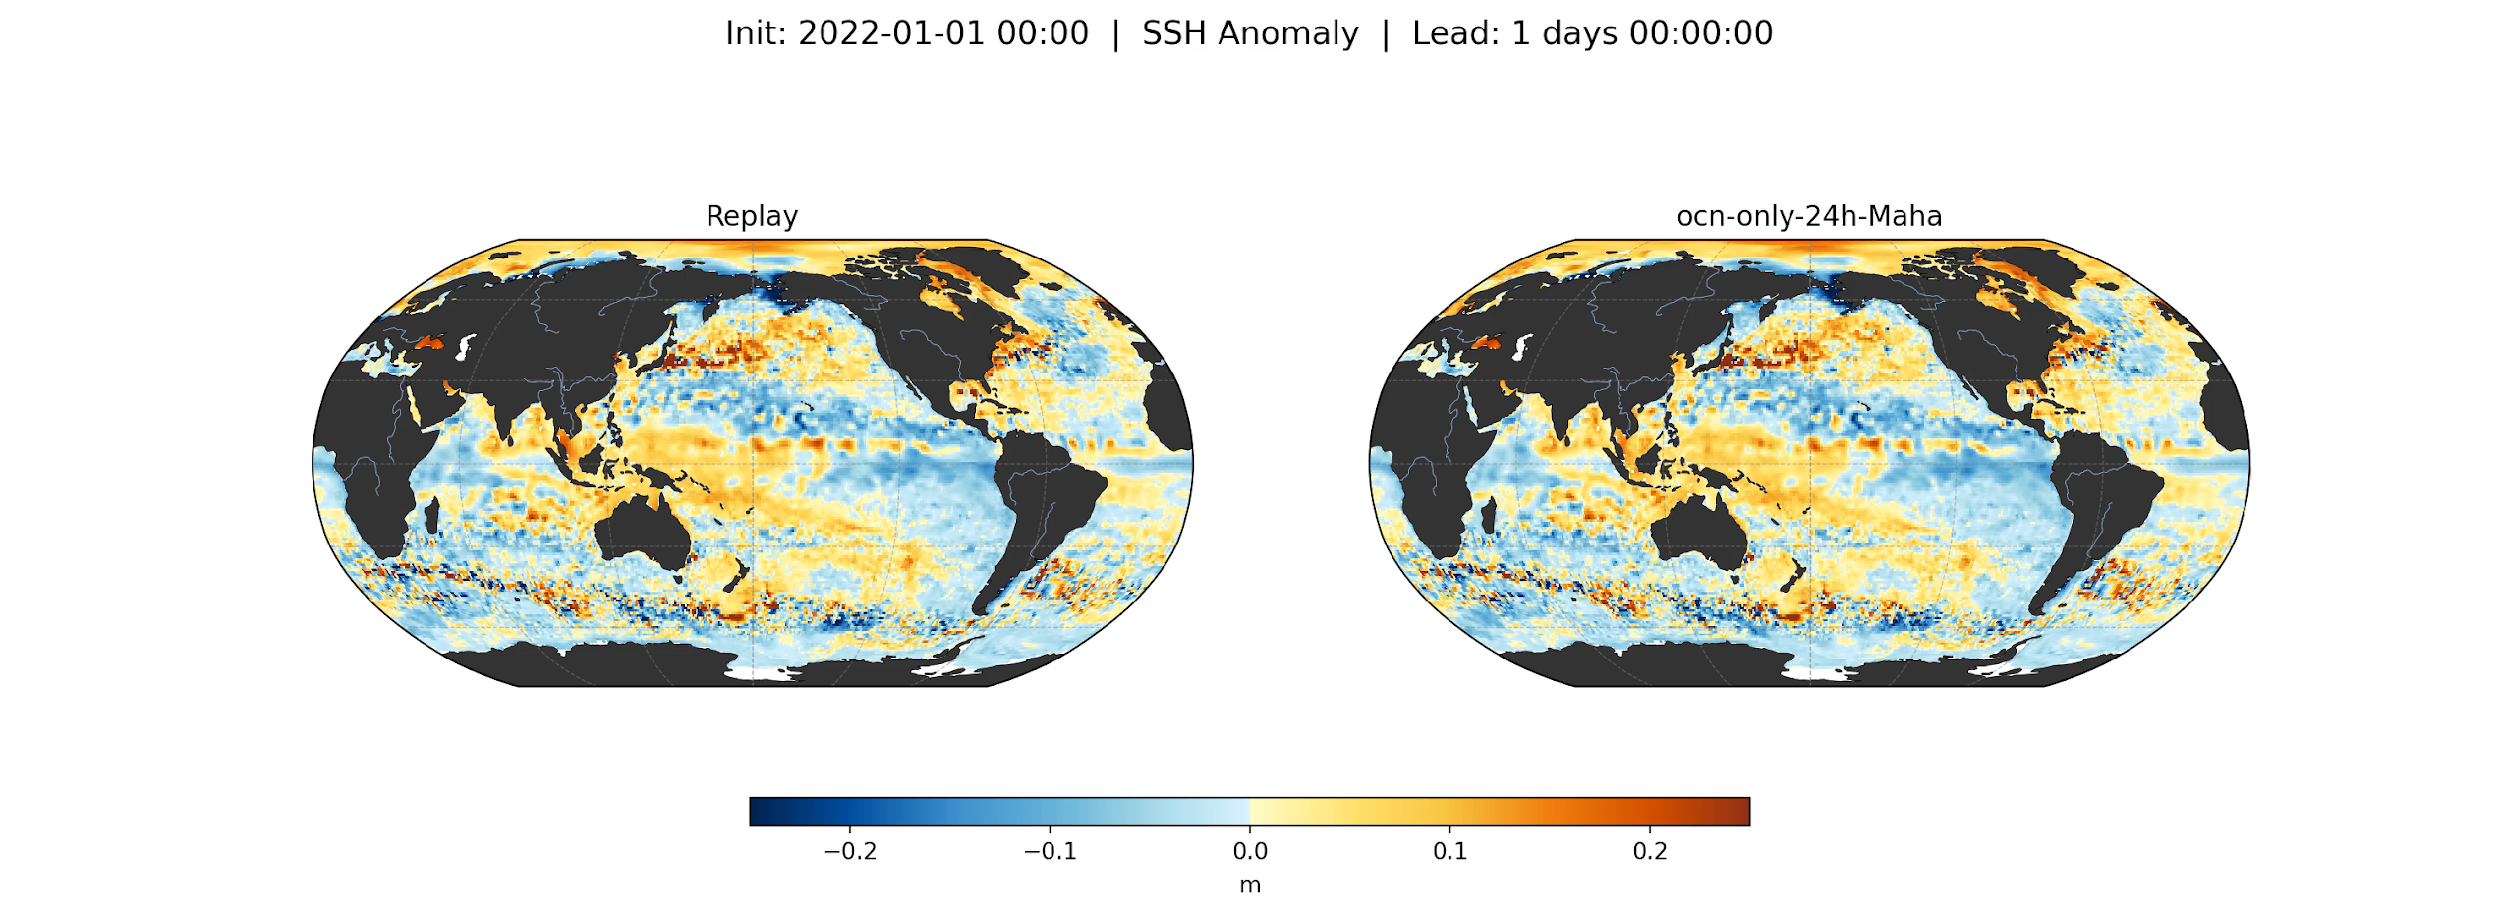 Init: 2022-01-01 00:00 | SSH Anomaly | Lead: 1 days 00:00:00
Replay
ocn-only-24h-Maha
−0.2
−0.1
0.0
0.1
0.2
m